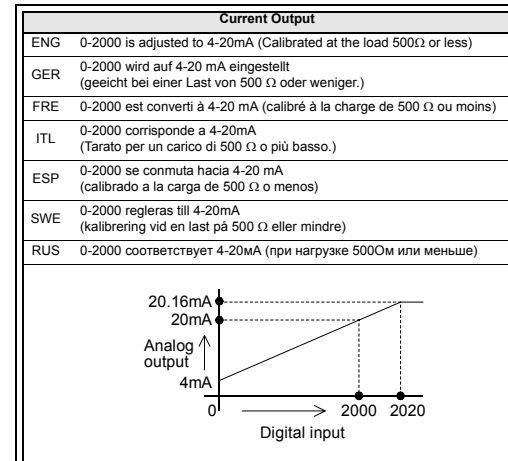 Current Output
ENG 0-2000 is adjusted to 4-20mA (Calibrated at the load 500Ω or less)
GER 0-2000 wird auf 4-20 mA eingestellt
(geeicht bei einer Last von 500 Ω oder weniger.)
FRE 0-2000 est converti à 4-20 mA (calibré à la charge de 500 Ω ou moins)
ITL 0-2000 corrisponde a 4-20mA
(Tarato per un carico di 500 Ω o più basso.)
ESP 0-2000 se conmuta hacia 4-20 mA
(calibrado a la carga de 500 Ω o menos)
SWE 0-2000 regleras till 4-20mA
(kalibrering vid en last på 500 Ω eller mindre)
RUS 0-2000 соответствует 4-20мА (при нагрузке 500Ом или меньше)
20.16mA
20mA
Analog
output
4mA
0 2000 2020
Digital input